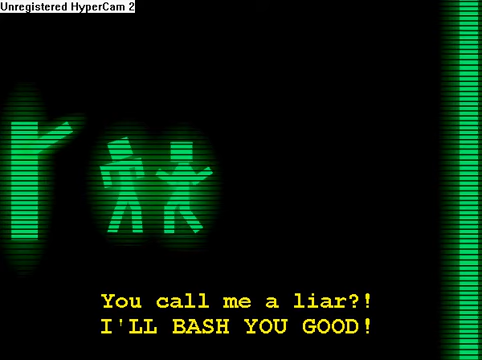 Unregistered HyperCam 2
You call me a liar?!
I'LL BASH YOU GOOD!